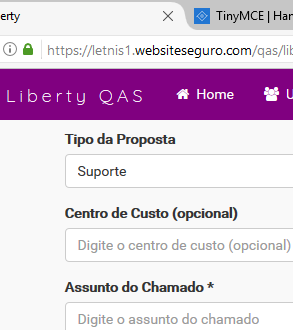 erty
TinyMCE | Han
https://letnis1.websiteseguro.com/qas/lib
Liberty QAS
Home
U
Tipo da Proposta
Suporte
Centro de Custo (opcional)
Digite o centro de custo (opcional)
Assunto do Chamado *
Digite o assunto do chamado